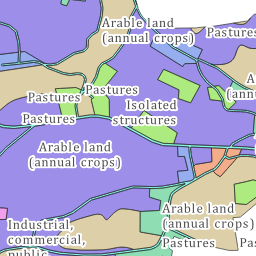 Arable land
(annual crops)
Pastures
Pastures
Pastures
Pastures
Isolated
structures
Arable land
(annual crops)
Arable land
(annual crops)
Pastures
Industrial,
commercial,
public